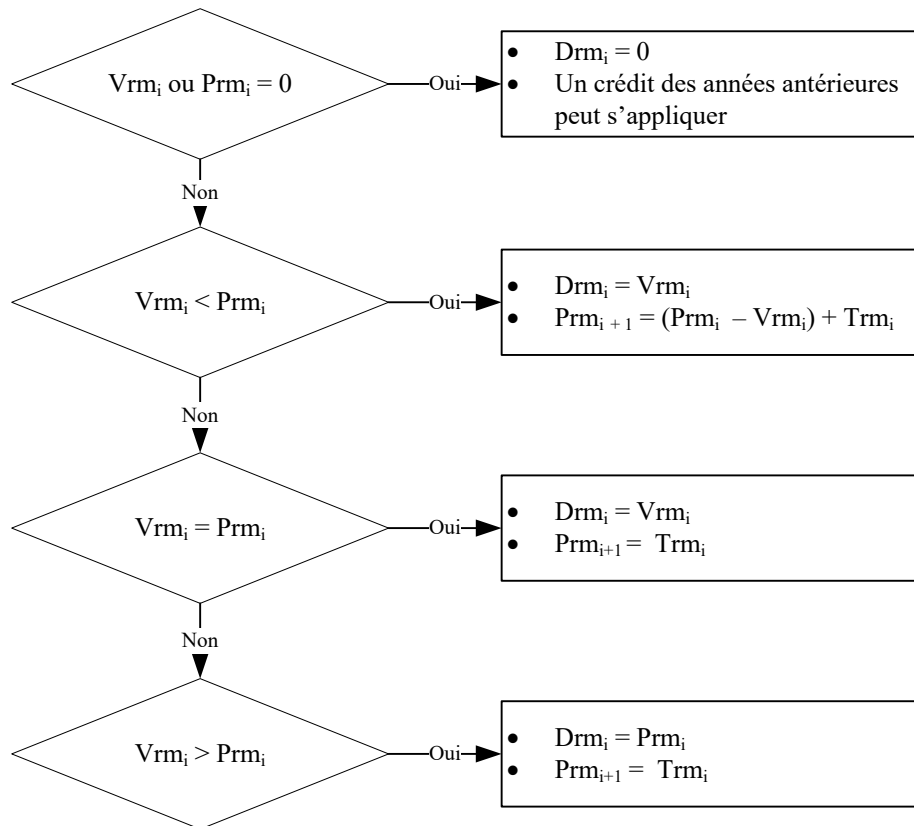 Vrmᵢ ou Prmᵢ = 0
Oui
• Drmᵢ = 0
• Un crédit des années antérieures
peut s’appliquer
Non
Vrmᵢ < Prmᵢ
Oui
• Drmᵢ = Vrmᵢ
• Prmᵢ ₊ ₁ = (Prmᵢ – Vrmᵢ) + Trmᵢ
Non
Vrmᵢ = Prmᵢ
Oui
• Drmᵢ = Vrmᵢ
• Prmᵢ₊₁ = Trmᵢ
Non
Vrmᵢ > Prmᵢ
Oui
• Drmᵢ = Prmᵢ
• Prmᵢ₊₁ = Trmᵢ